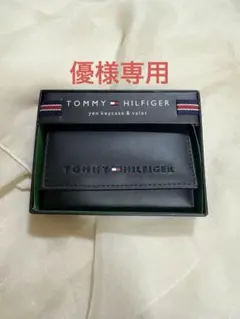 優様専用
TOMMY HILFIGER
yen keycase & valet
TOMMY HILFIGER